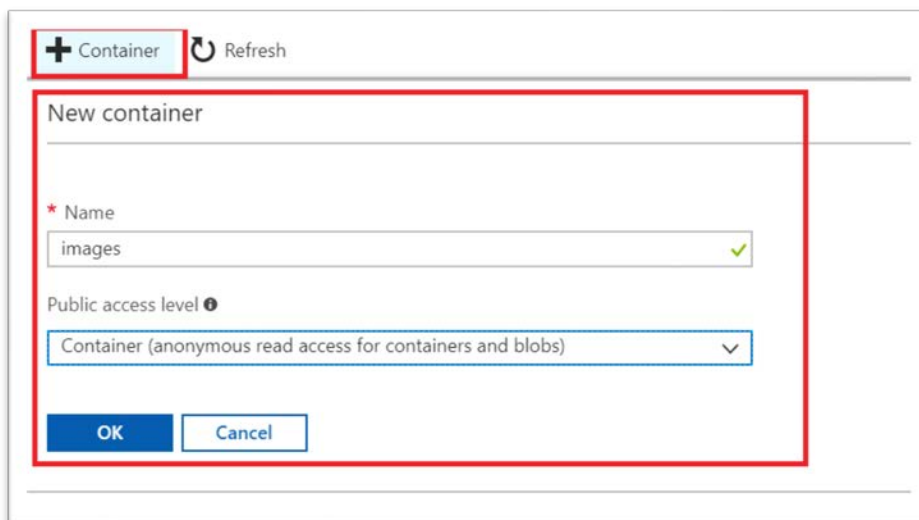 + Container Refresh
New container
* Name
images
Public access level
Container (anonymous read access for containers and blobs)
OK Cancel